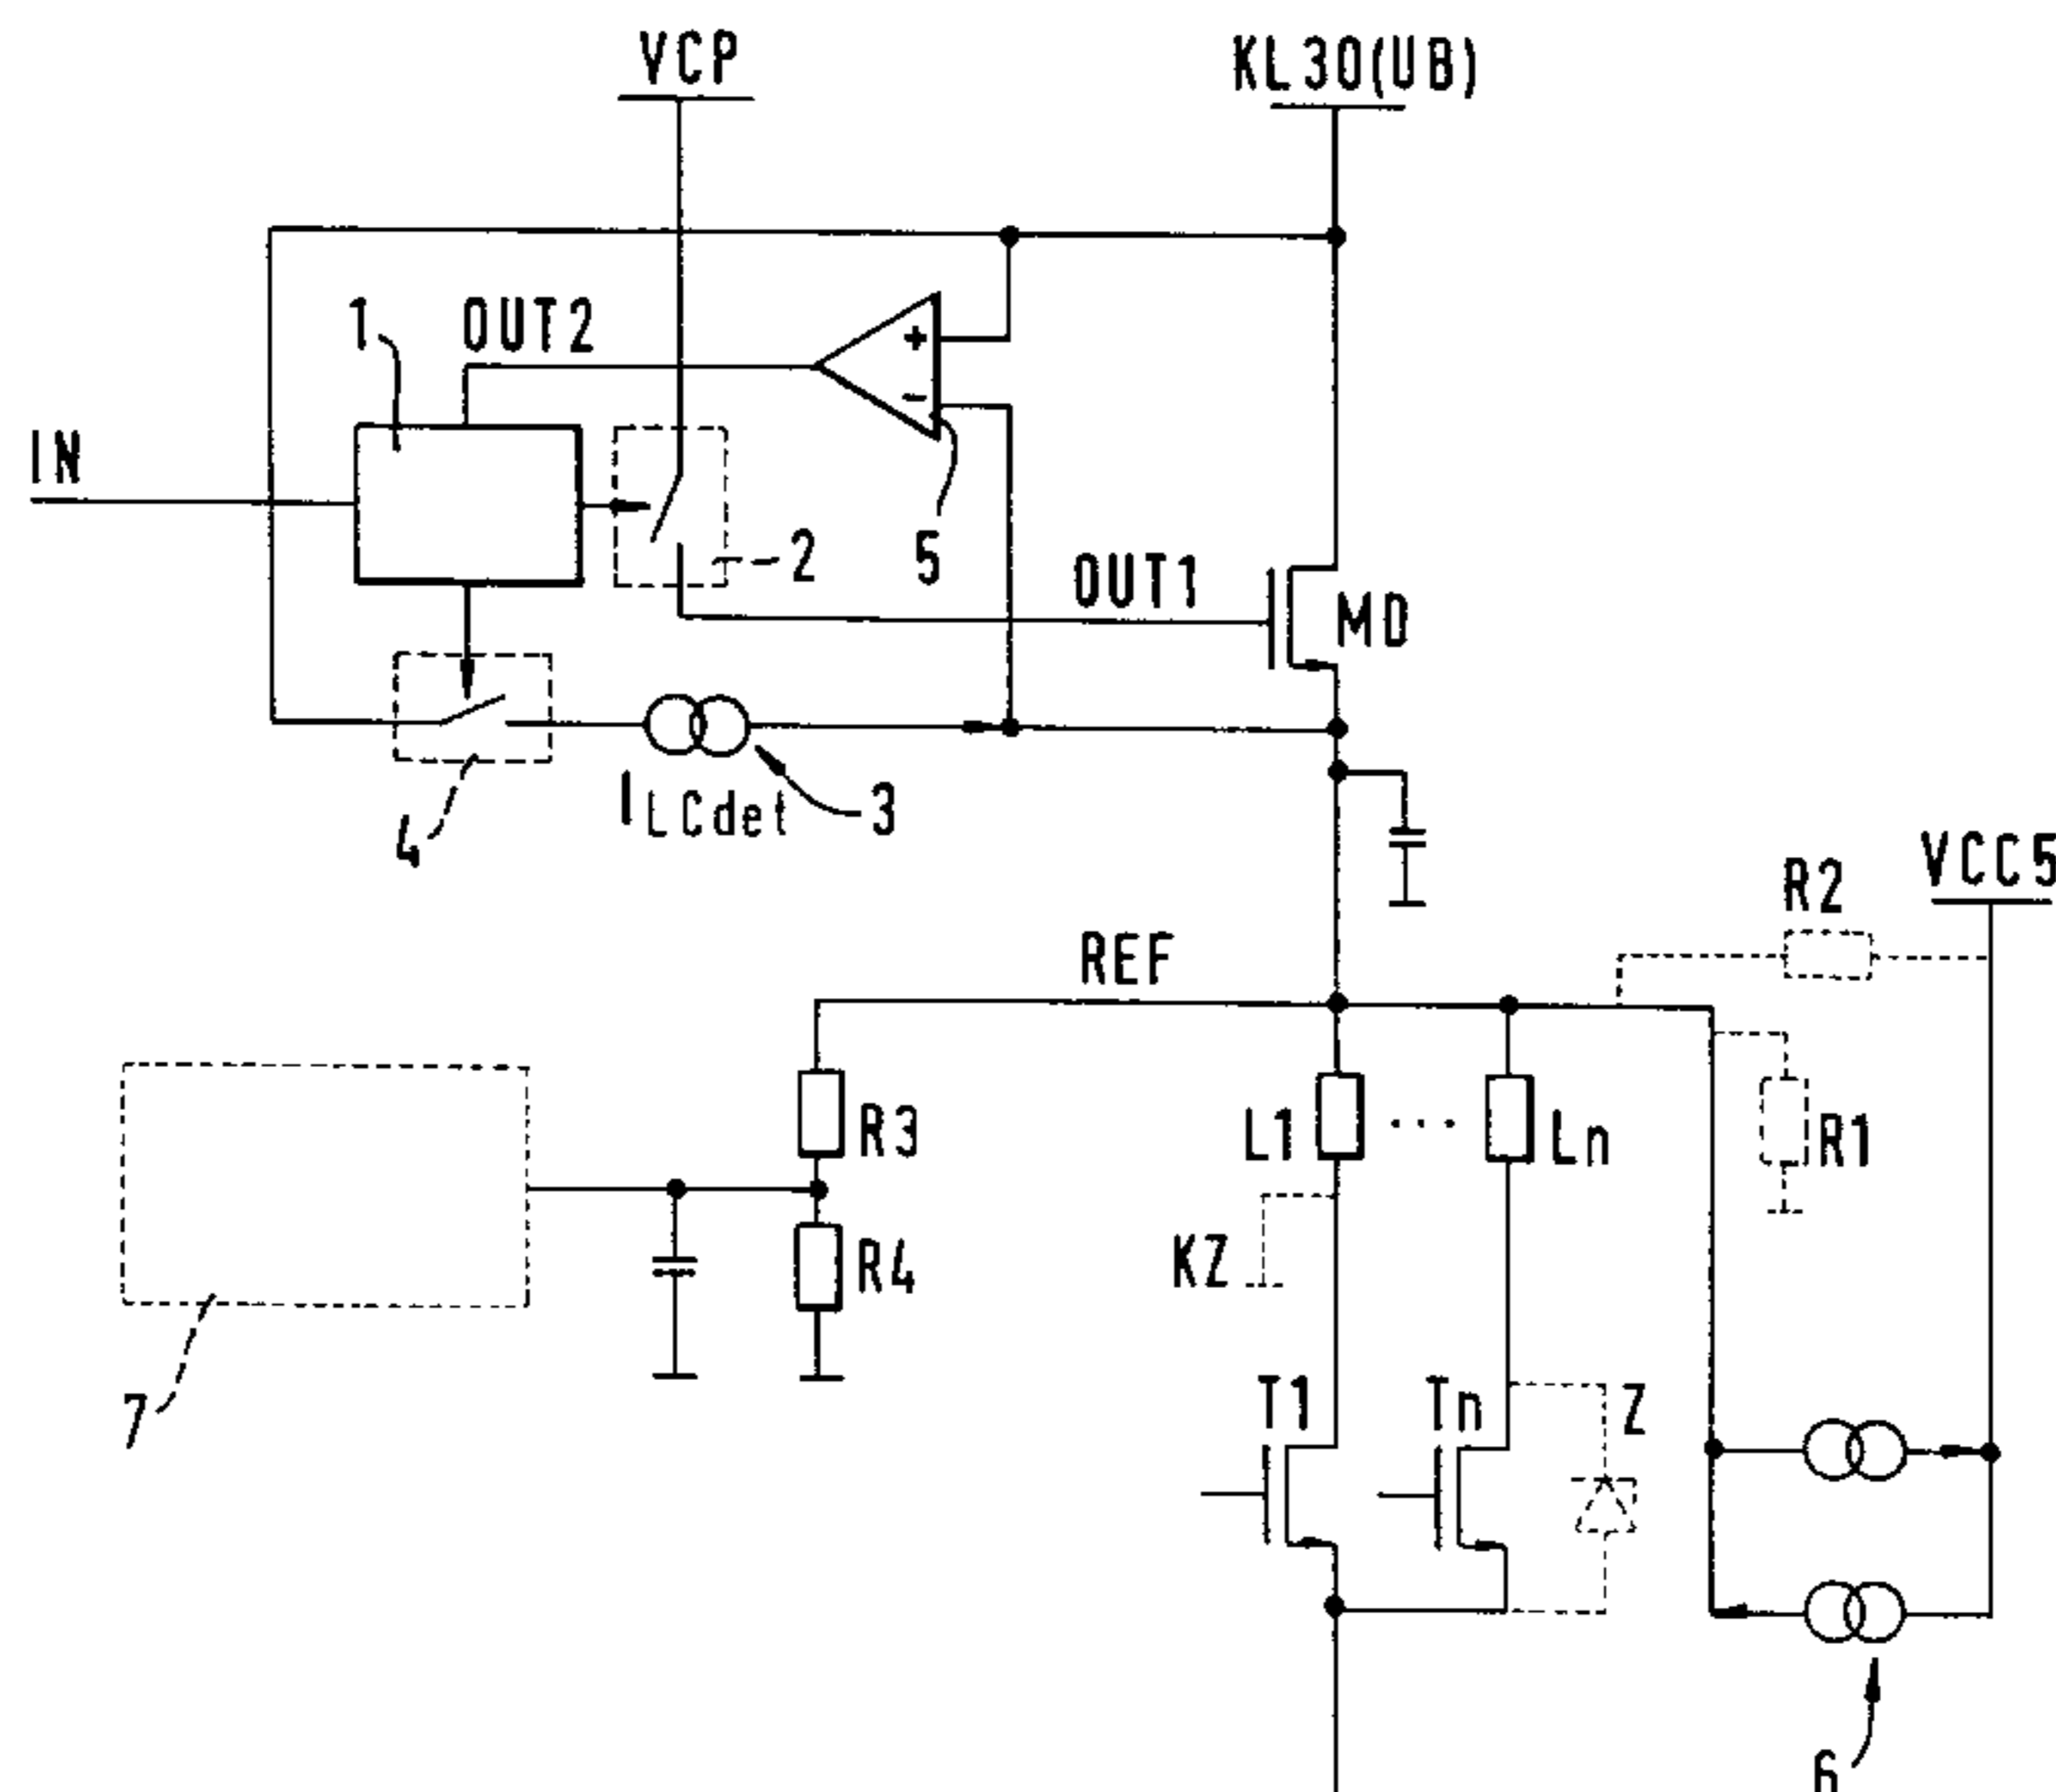 VCP
KL30(UB)
1
OUT2
+
-
IN
2
5
OUT1
MD
ILCdet
3
4
R2
VCC5
REF
R3
L1
...
Ln
R1
KZ
R4
7
T1
Tn
Z
6